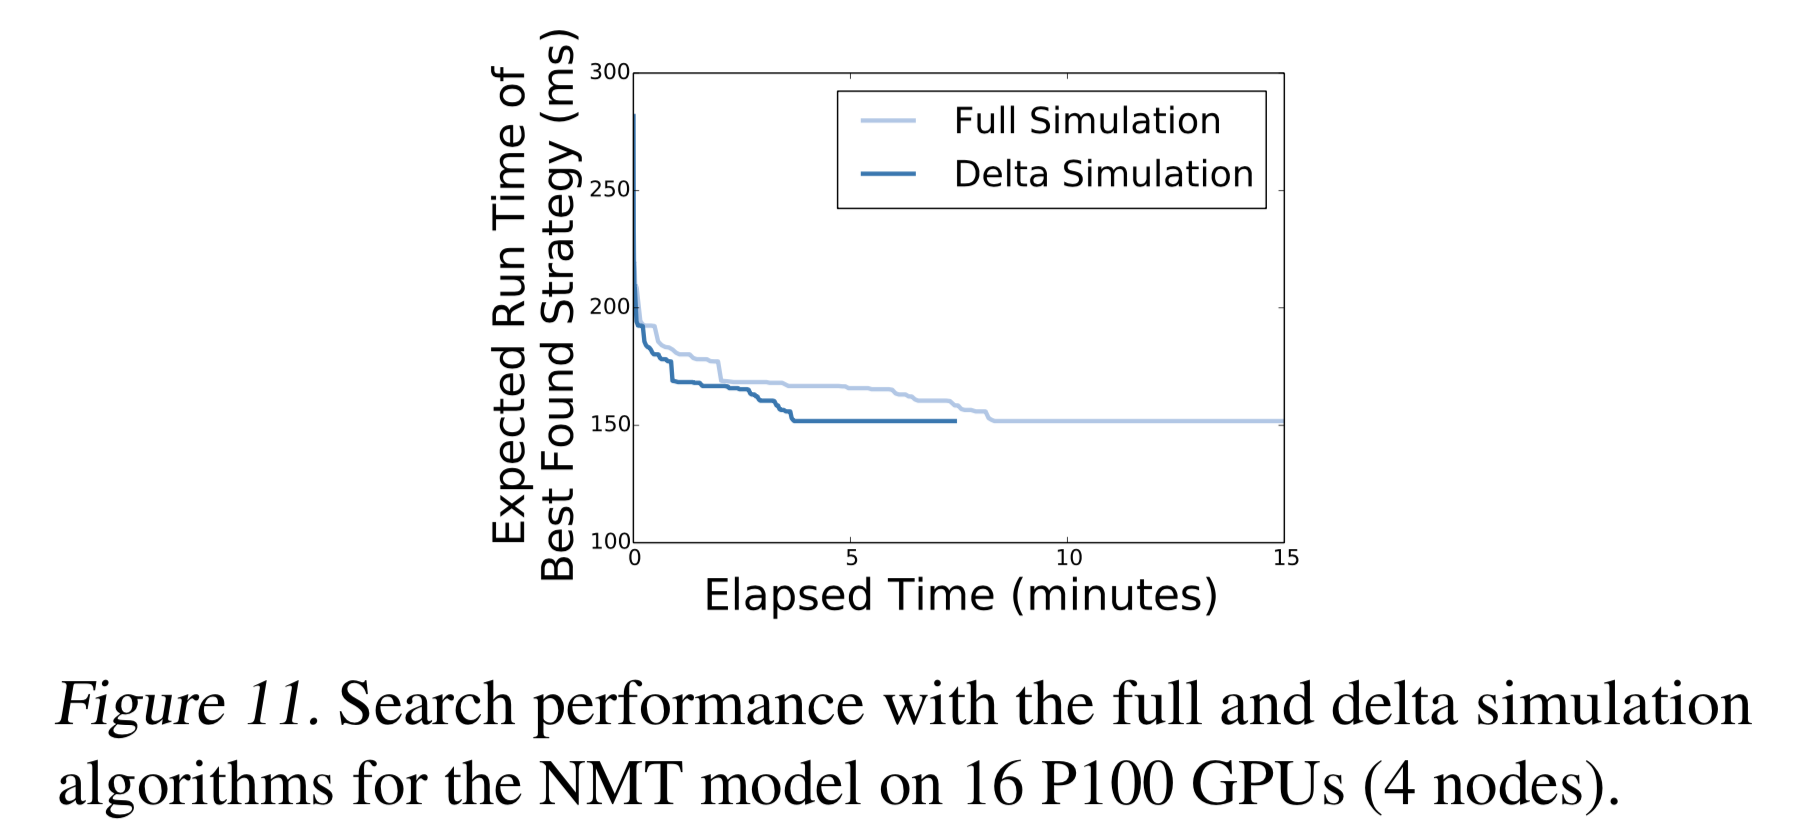 Expected Run Time of
Best Found Strategy (ms)
300
250
200
150
100
Full Simulation
Delta Simulation
0
5
10
15
Elapsed Time (minutes)
Figure 11. Search performance with the full and delta simulation
algorithms for the NMT model on 16 P100 GPUs (4 nodes).